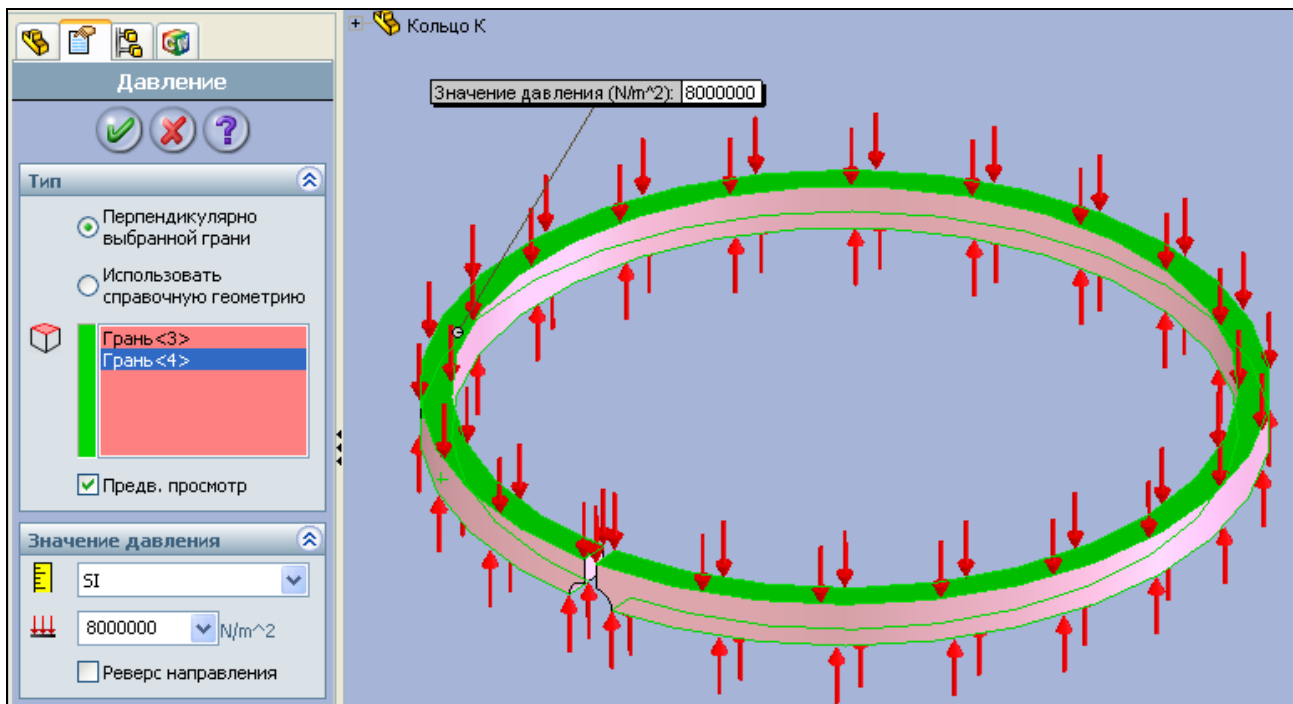 Давление
?
Тип
Перпендикулярно
выбранной грани
Использовать
справочную геометрию
Грань<3>
Грань<4>
Предв. просмотр
Значение давления
SI
8000000 N/m^2
Реверс направления
Кольцо К
Значение давления (N/m^2): 8000000